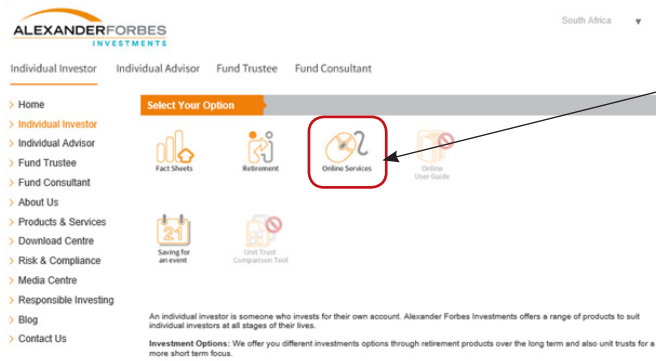 ALEXANDERFORBES
INVESTMENTS
South Africa
Individual Investor Individual Advisor Fund Trustee Fund Consultant
> Home
> Individual Investor
> Individual Advisor
> Fund Trustee
> Fund Consultant
> About Us
> Products & Services
> Download Centre
> Risk & Compliance
> Media Centre
> Responsible Investing
> Blog
> Contact Us
Select Your Option
Fact Sheets
Retirement
Online Services
Online
User Guide
21
Saving for
an event
Unit Trust
Comparison Tool
An individual investor is someone who invests for their own account. Alexander Forbes Investments offers a range of products to suit
individual investors at all stages of their lives.
Investment Options: We offer you different investments options through retirement products over the long term and also unit trusts for a
more short term focus.